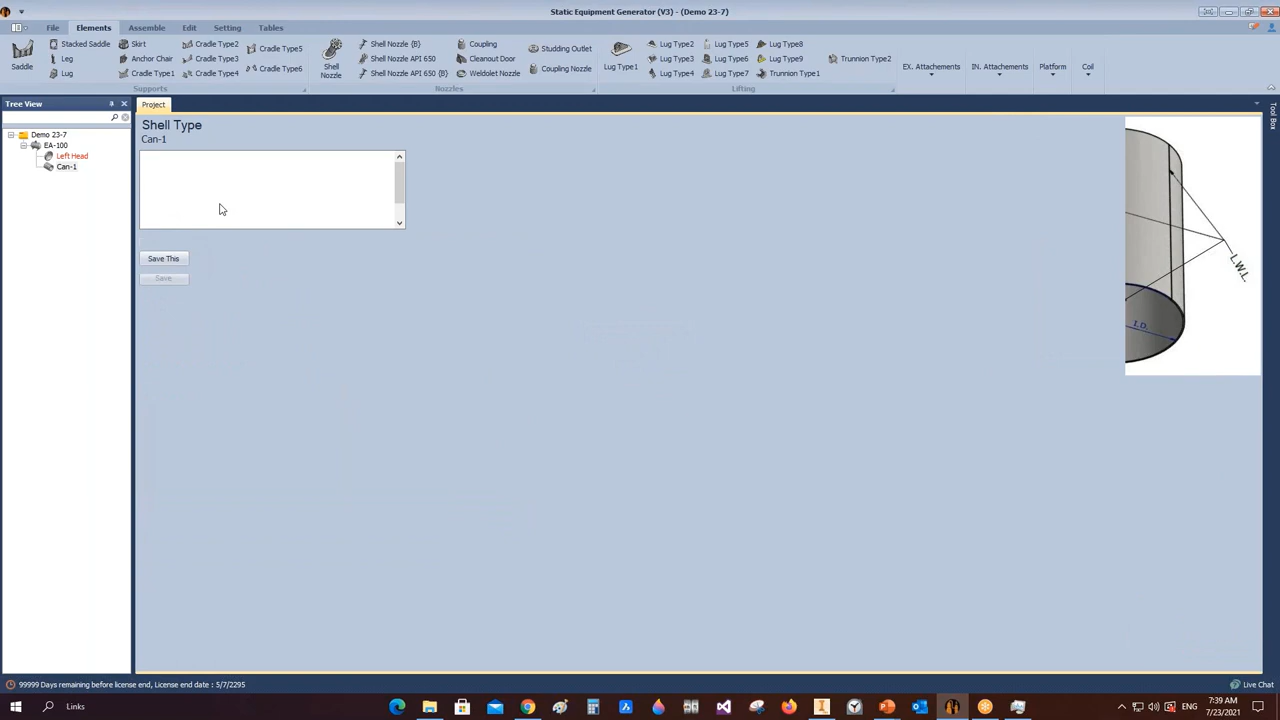 Static Equipment Generator (V3) - (Demo 23-7)
File
Elements
Assemble
Edit
Setting
Tables
Saddle
Stacked Saddle
Leg
Lug
Skirt
Anchor Chair
Cradle Type1
Cradle Type2
Cradle Type3
Cradle Type4
Cradle Type5
Cradle Type6
Supports
Shell Nozzle
Shell Nozzle {B}
Shell Nozzle API 650
Shell Nozzle API 650 {B}
Coupling
Cleanout Door
Weldolet Nozzle
Studding Outlet
Coupling Nozzle
Nozzles
Lug Type1
Lug Type2
Lug Type3
Lug Type4
Lug Type5
Lug Type6
Lug Type7
Lug Type8
Lug Type9
Trunnion Type1
Trunnion Type2
Lifting
EX. Attachements
IN. Attachements
Platform
Coil
Tree View
Demo 23-7
EA-100
Left Head
Can-1
Project
Shell Type
Can-1
Save This
Save
L.W.L.
I.D.
Tool Box
99999 Days remaining before license end, License end date : 5/7/2295
Live Chat
Links
ENG
7:39 AM
7/23/2021